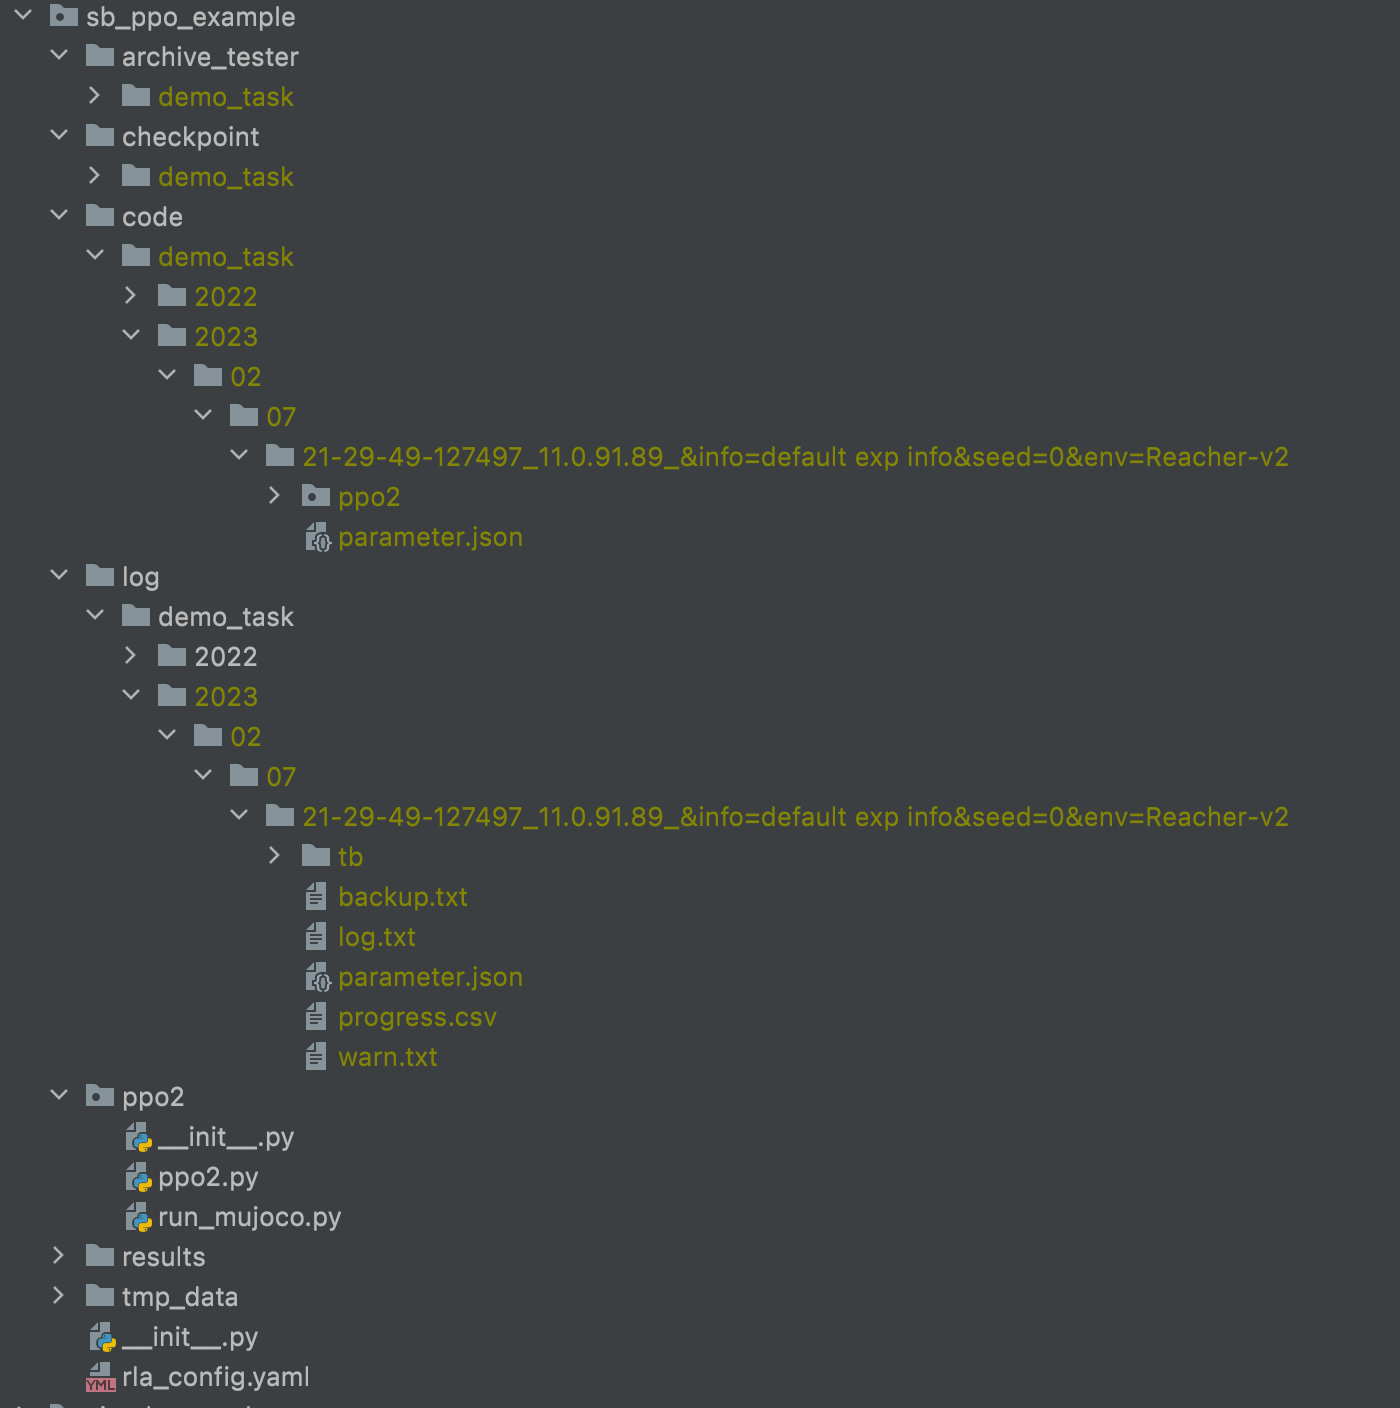 sb_ppo_example
archive_tester
demo_task
checkpoint
demo_task
code
demo_task
2022
2023
02
07
21-29-49-127497_11.0.91.89_&info=default exp info&seed=0&env=Reacher-v2
ppo2
parameter.json
log
demo_task
2022
2023
02
07
21-29-49-127497_11.0.91.89_&info=default exp info&seed=0&env=Reacher-v2
tb
backup.txt
log.txt
parameter.json
progress.csv
warn.txt
ppo2
__init__.py
ppo2.py
run_mujoco.py
results
tmp_data
__init__.py
YML rla_config.yaml